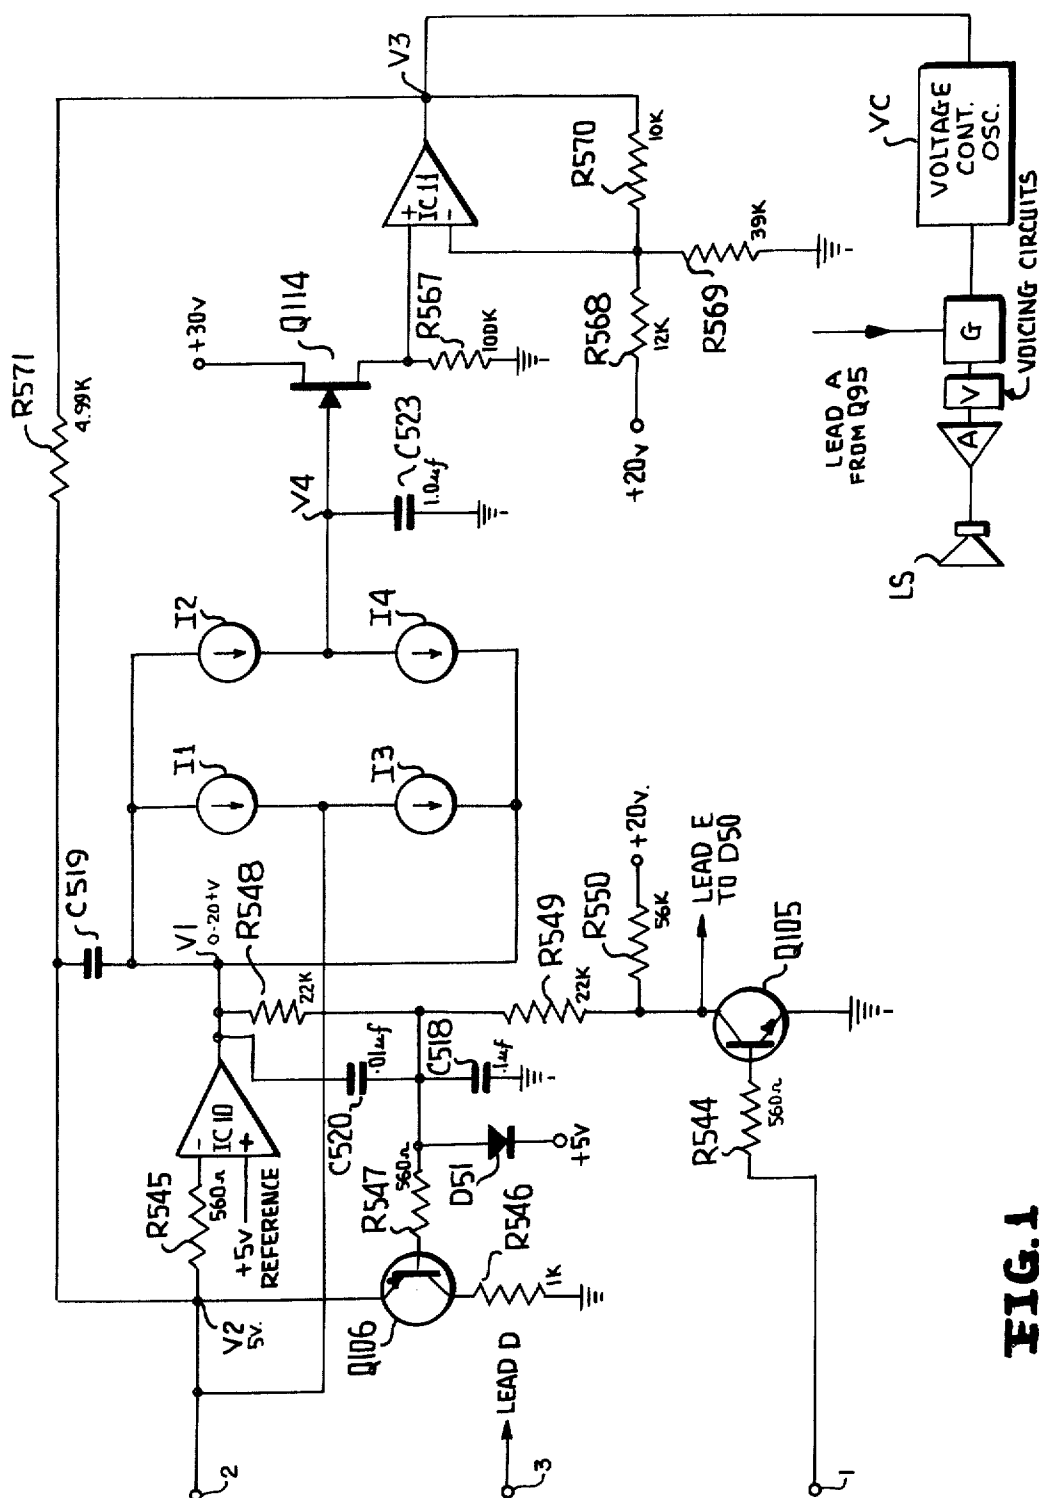 R571
4.99K
V3
C519
+30v
Q114
I2
I1
V1
0-20+V
R548
22K
V4
C523
1.0uf
R567
100K
+
IC11
-
R570
10K
R568
12K
+20v
R569
39K
VC
VOLTAGE
CONT.
OSC.
I4
I3
R545
560Ω
-
IC10
+
+5v
REFERENCE
V2
5v.
C520
.01uf
C518
.1uf
R549
22K
R550
56K
+20v.
R547
560Ω
D51
+5v
Q106
R546
1K
LEAD E
TO D50
Q105
R544
560Ω
2
LEAD D
3
1
LEAD A
FROM Q95
G
V
A
LS
VOICING CIRCUITS
FIG.1